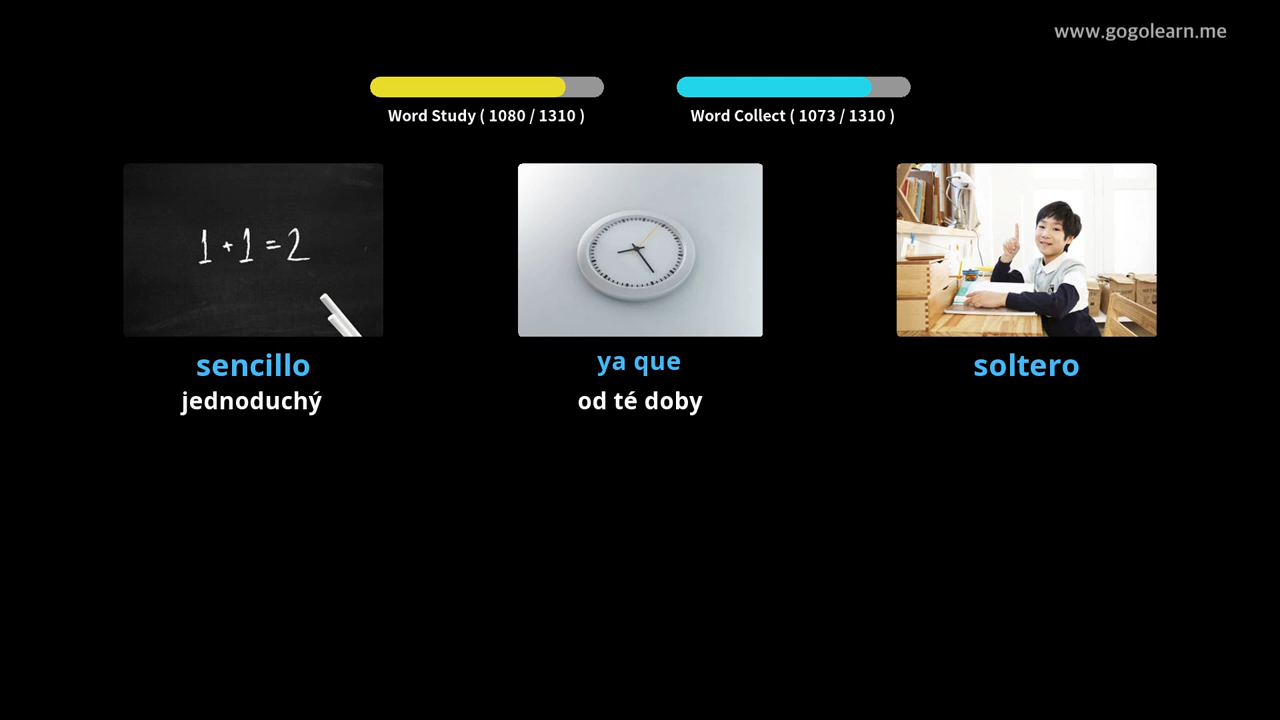 www.gogolearn.me
Word Study ( 1080 / 1310 )
Word Collect ( 1073 / 1310 )
1 + 1 = 2
sencillo
jednoduchý
ya que
od té doby
soltero